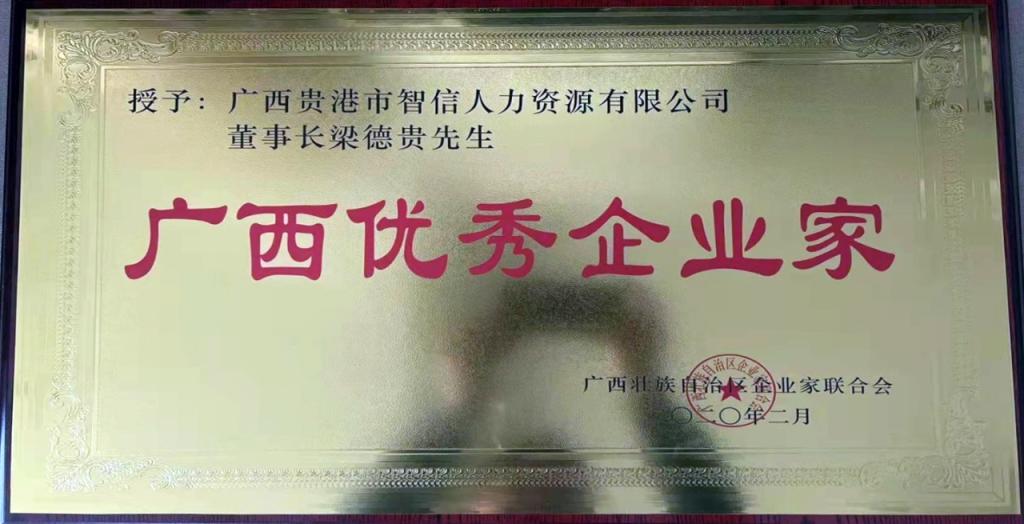 授予：广西贵港市智信人力资源有限公司
董事长梁德贵先生
广西优秀企业家
广西壮族自治区企业家联合会
二〇二〇年二月